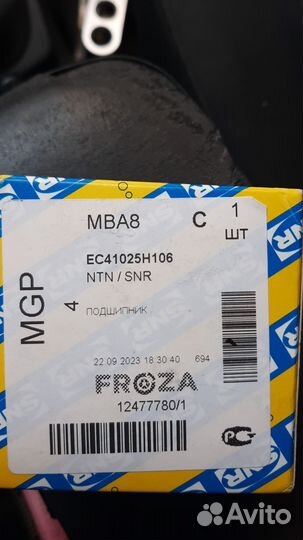 MBA8 C 1
ШТ
EC41025H106
NTN / SNR
MGP
4
ПОДШИПНИК
22.09 2023 18 30 40 694
FROZA
12477780/1
SNR
SNR
Avito